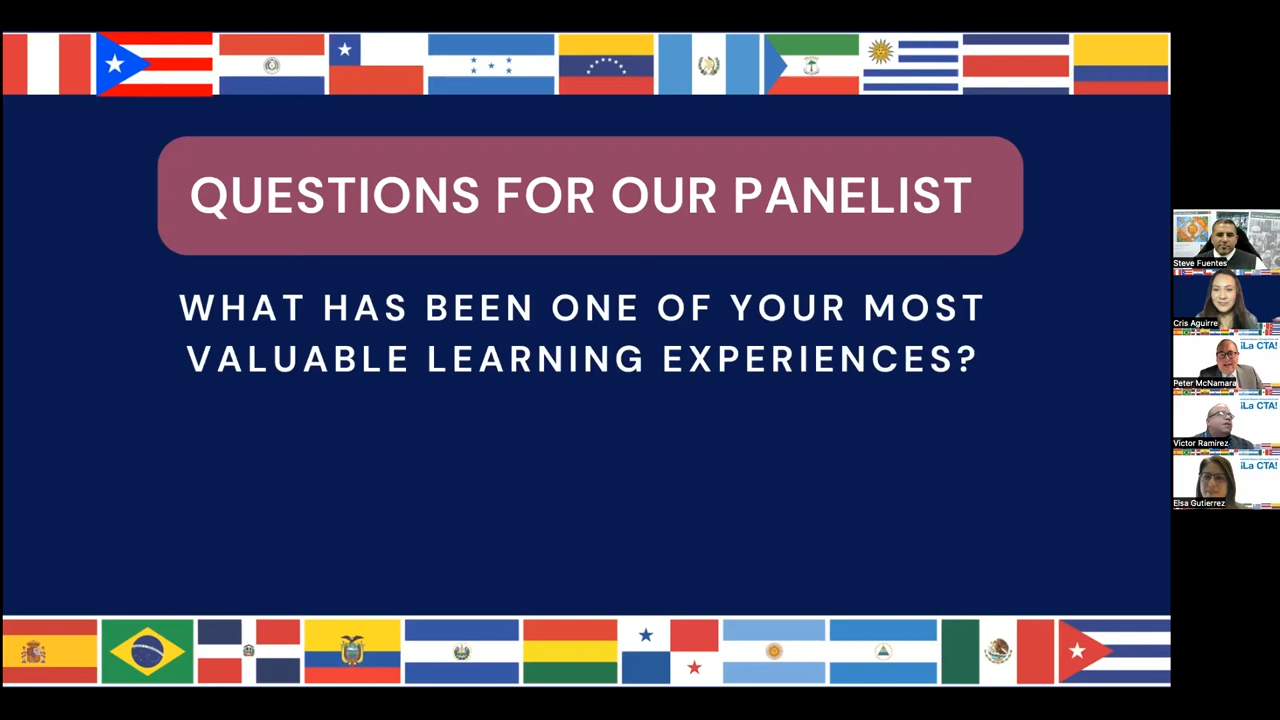 QUESTIONS FOR OUR PANELIST
WHAT HAS BEEN ONE OF YOUR MOST
VALUABLE LEARNING EXPERIENCES?
Steve Fuentes
Cris Aguirre
¡La CTA!
Peter McNamara
¡La CTA!
Victor Ramirez
¡La CTA!
Elsa Gutierrez